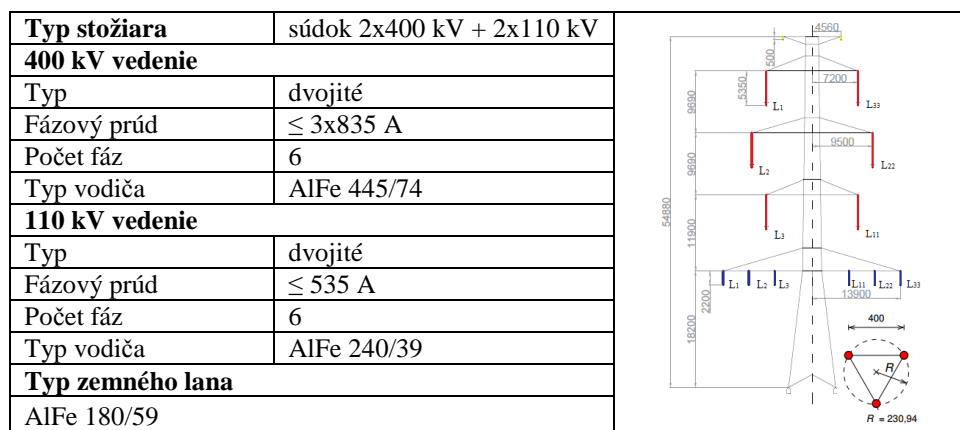 Typ stožiara súdok 2x400 kV + 2x110 kV
400 kV vedenie
Typ dvojité
Fázový prúd ≤ 3x835 A
Počet fáz 6
Typ vodiča AlFe 445/74
110 kV vedenie
Typ dvojité
Fázový prúd ≤ 535 A
Počet fáz 6
Typ vodiča AlFe 240/39
Typ zemného lana
AlFe 180/59
4560
500
5350
7200
9690
L1 L33
9500
9690
L2 L22
54880
11900
L3 L11
L1 L2 L3 L11 L22 L33
13900
2200
18200
400
R
R = 230,94